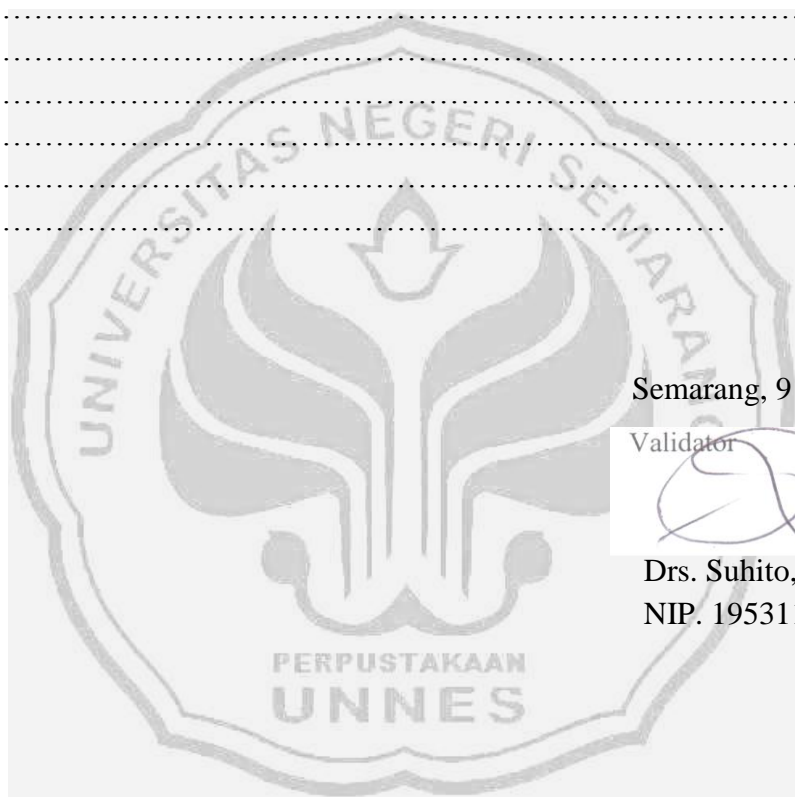 ……………………………………………………………………
……………………………………………………………………
……………………………………………………………………
……………………………………………………………………
……………………………………………………………………
………………………………………………………………
UNIVERSITAS NEGERI SEMARANG
Semarang, 9
Validator
Drs. Suhito,
NIP. 19531
PERPUSTAKAAN
UNNES